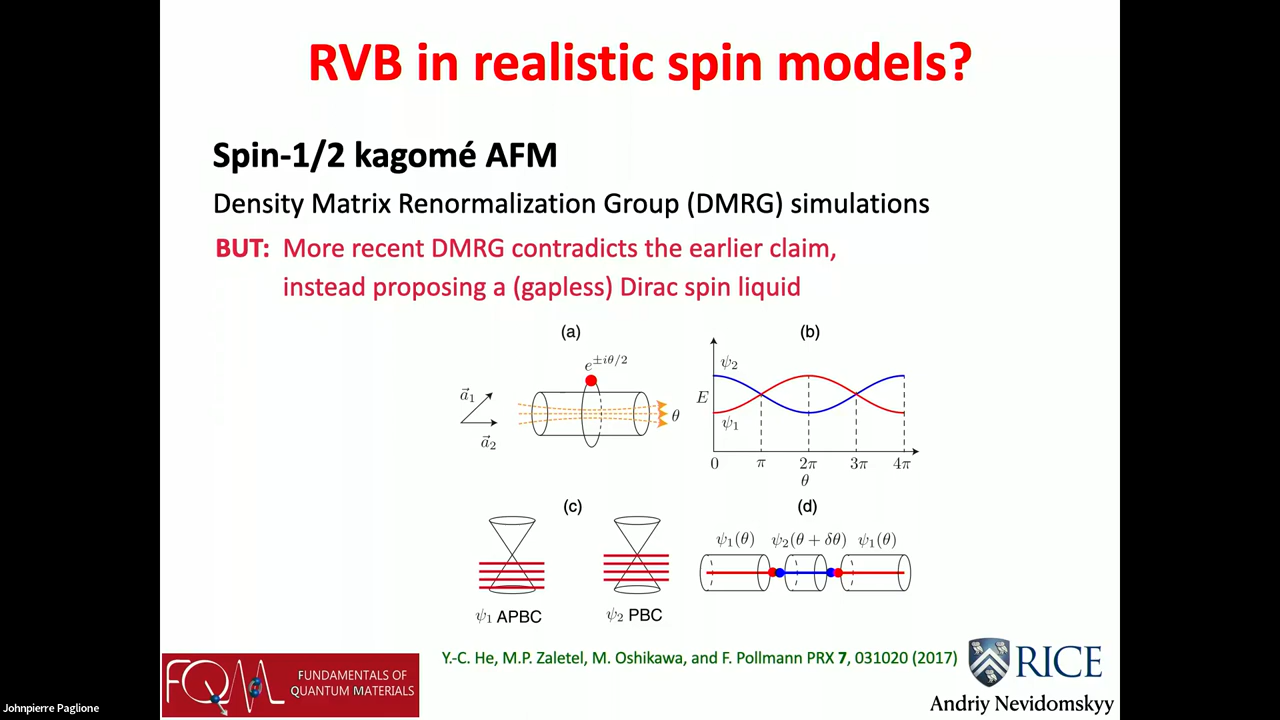 RVB in realistic spin models?
Spin-1/2 kagomé AFM
Density Matrix Renormalization Group (DMRG) simulations
BUT: More recent DMRG contradicts the earlier claim,
instead proposing a (gapless) Dirac spin liquid
(a)
e^{±iθ/2}
a⃗₁
a⃗₂
θ
(b)
ψ₂
E
ψ₁
0 π 2π 3π 4π
θ
(c)
ψ₁ APBC
ψ₂ PBC
(d)
ψ₁(θ) ψ₂(θ + δθ) ψ₁(θ)
Y.-C. He, M.P. Zaletel, M. Oshikawa, and F. Pollmann PRX 7, 031020 (2017)
FQM
FUNDAMENTALS OF
QUANTUM MATERIALS
RICE
Andriy Nevidomskyy
Johnpierre Paglione